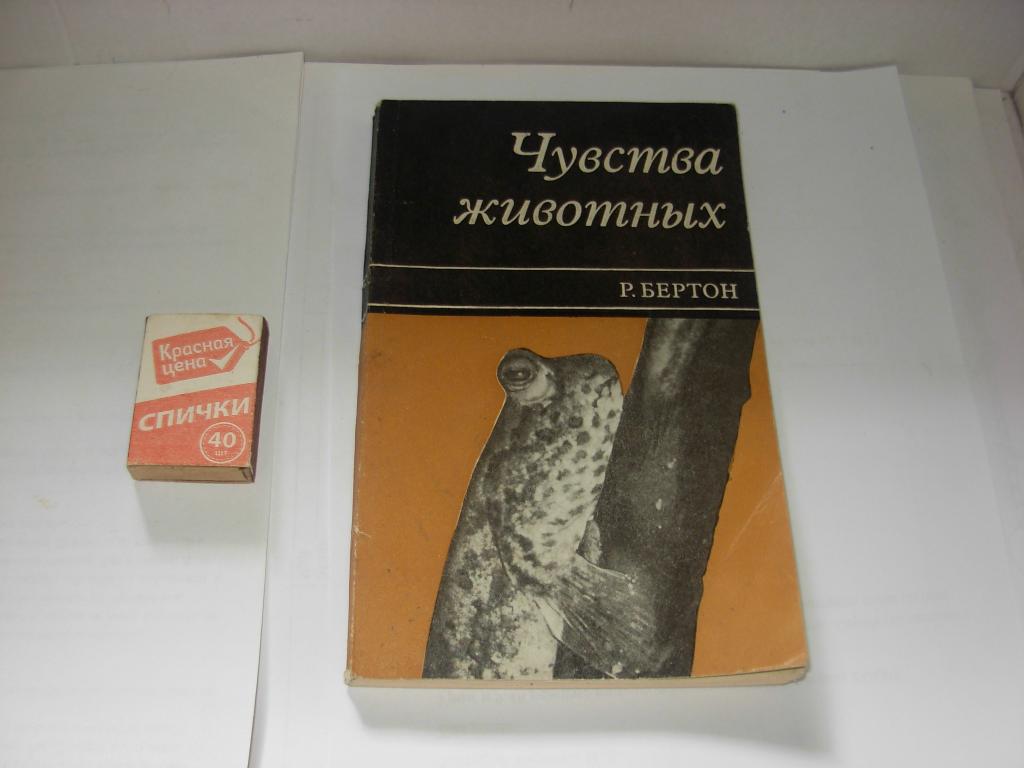 Чувства
животных
Р. БЕРТОН
Красная
цена
СПИЧКИ
40
ШТ